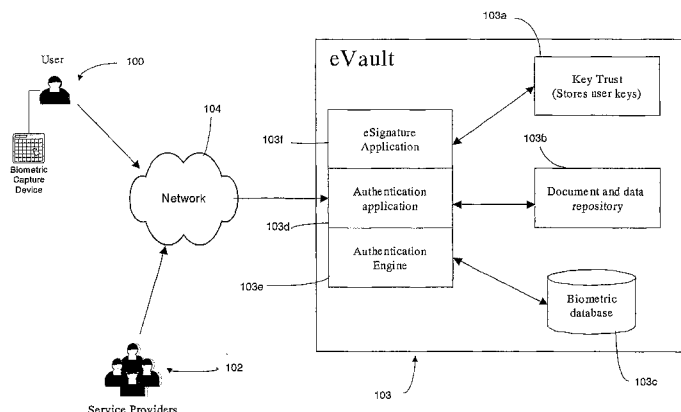 103a
eVault
User
100
Key Trust
(Stores user keys)
104
103f
eSignature
Application
103b
Biometric
Capture
Device
Network
Authentication
application
Document and data
repository
103d
Authentication
Engine
103e
Biometric
database
102
103
103c
Service Providers